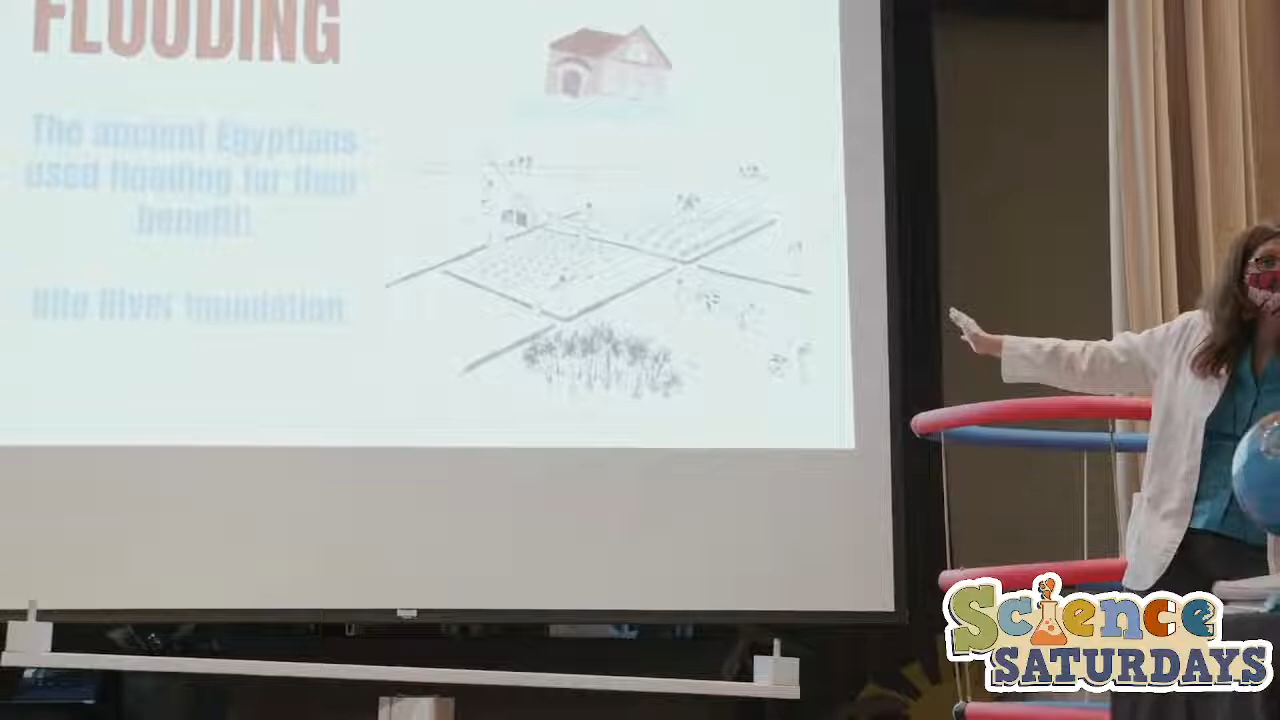 FLOODING
The ancient Egyptians
used flooding for their
benefit!
Nile River Inundation
Science
SATURDAYS